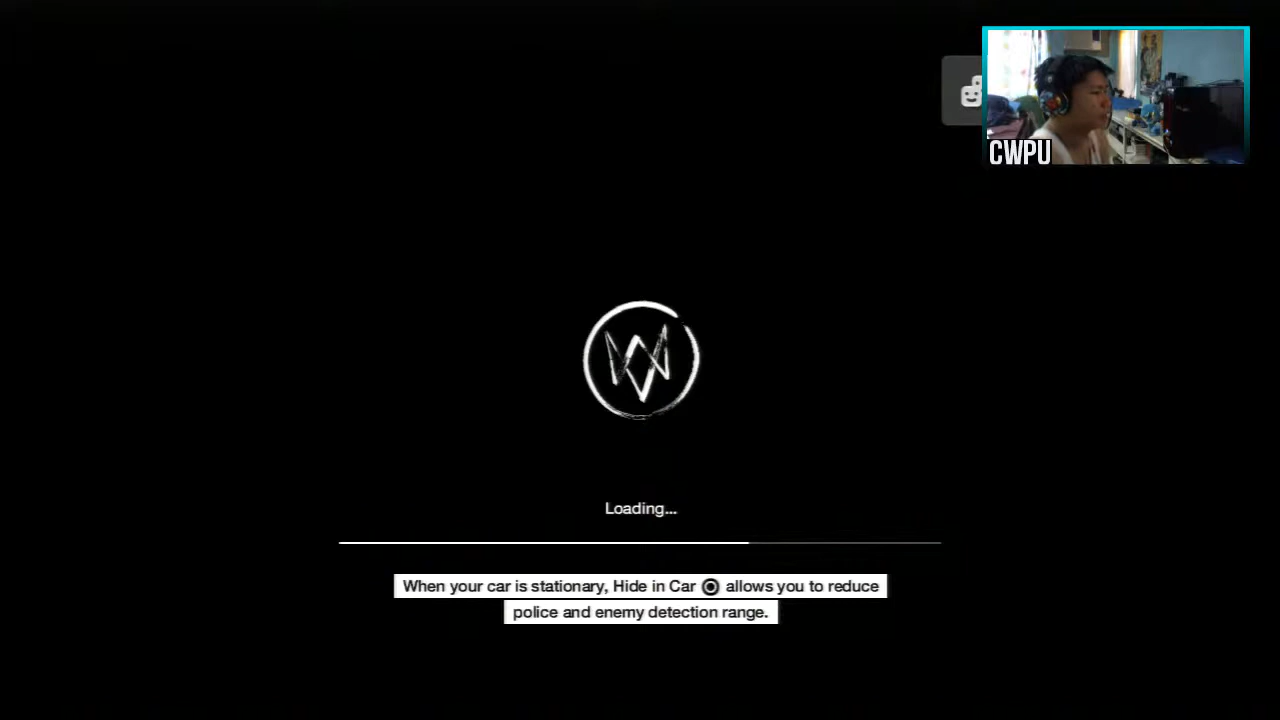 CWPU
Loading...
When your car is stationary, Hide in Car allows you to reduce
police and enemy detection range.